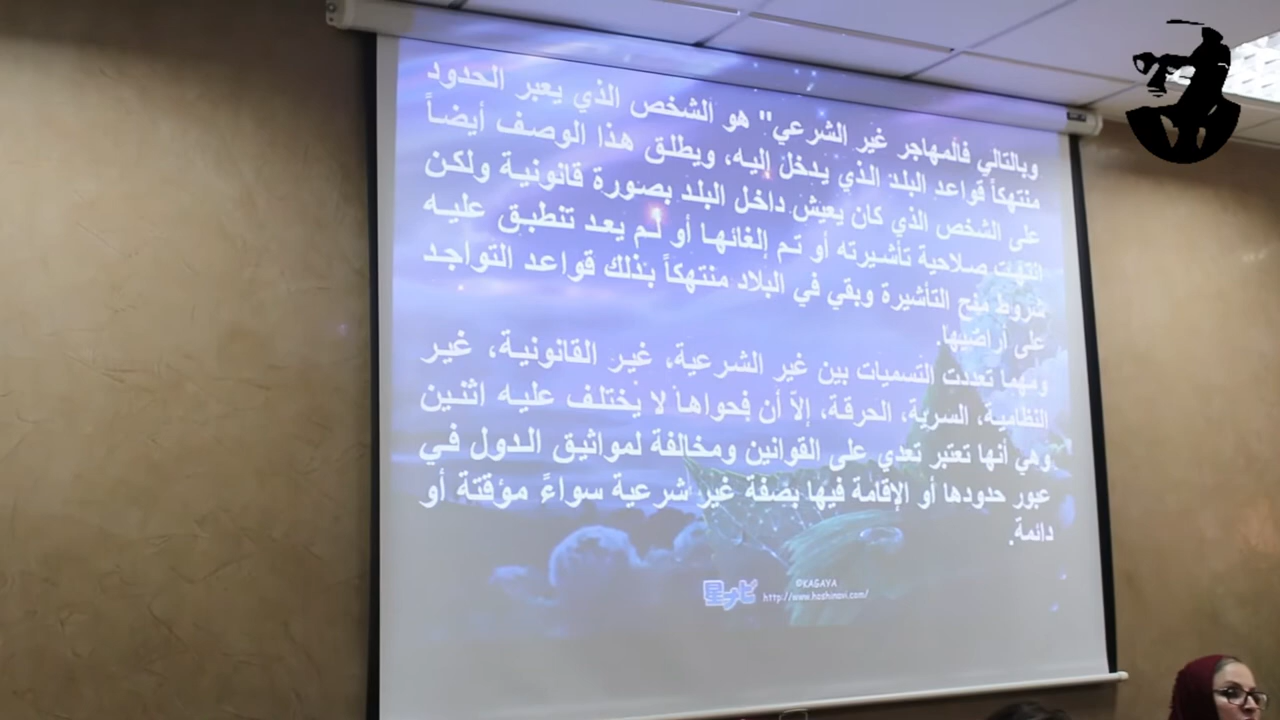 وبالتالي فالمهاجر غير الشرعي" هو الشخص الذي يعبر الحدود
منتهكاً قواعد البلد الذي يدخل إليه، ويطلق هذا الوصف أيضاً
على الشخص الذي كان يعيش داخل البلد بصورة قانونية ولكن
انتهت صلاحية تأشيرته أو تم إلغائها أو لم يعد تنطبق عليه
شروط منح التأشيرة وبقي في البلاد منتهكاً بذلك قواعد التواجد
على أراضيها.
ومهما تعددت التسميات بين غير الشرعية، غير القانونية، غير
النظامية، السرية، الحرقة، إلاّ أن فحواها لا يختلف عليه اثنين
وهي أنها تعتبر تعدي على القوانين ومخالفة لمواثيق الدول في
عبور حدودها أو الإقامة فيها بصفة غير شرعية سواءً مؤقتة أو
دائمة.
星ナビ
©KAGAYA
http://www.hoshinavi.com/